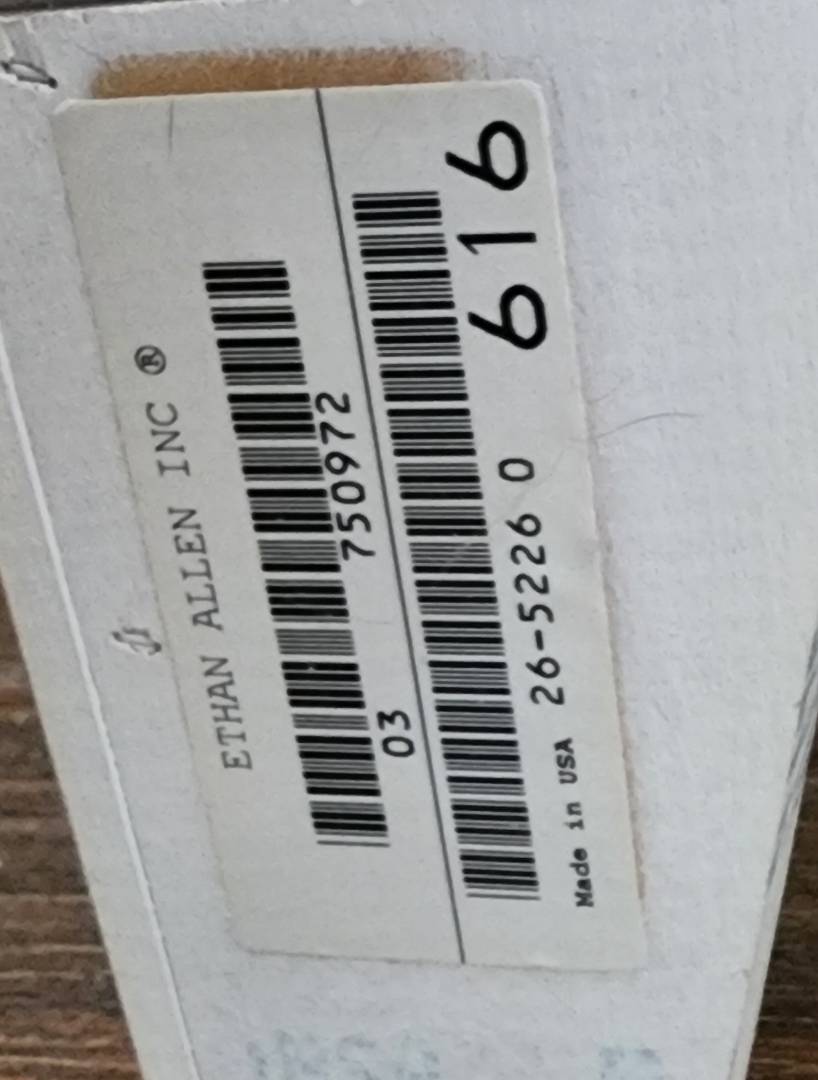 ETHAN ALLEN INC ®
03 750972
Made in USA 26-5226 0 616